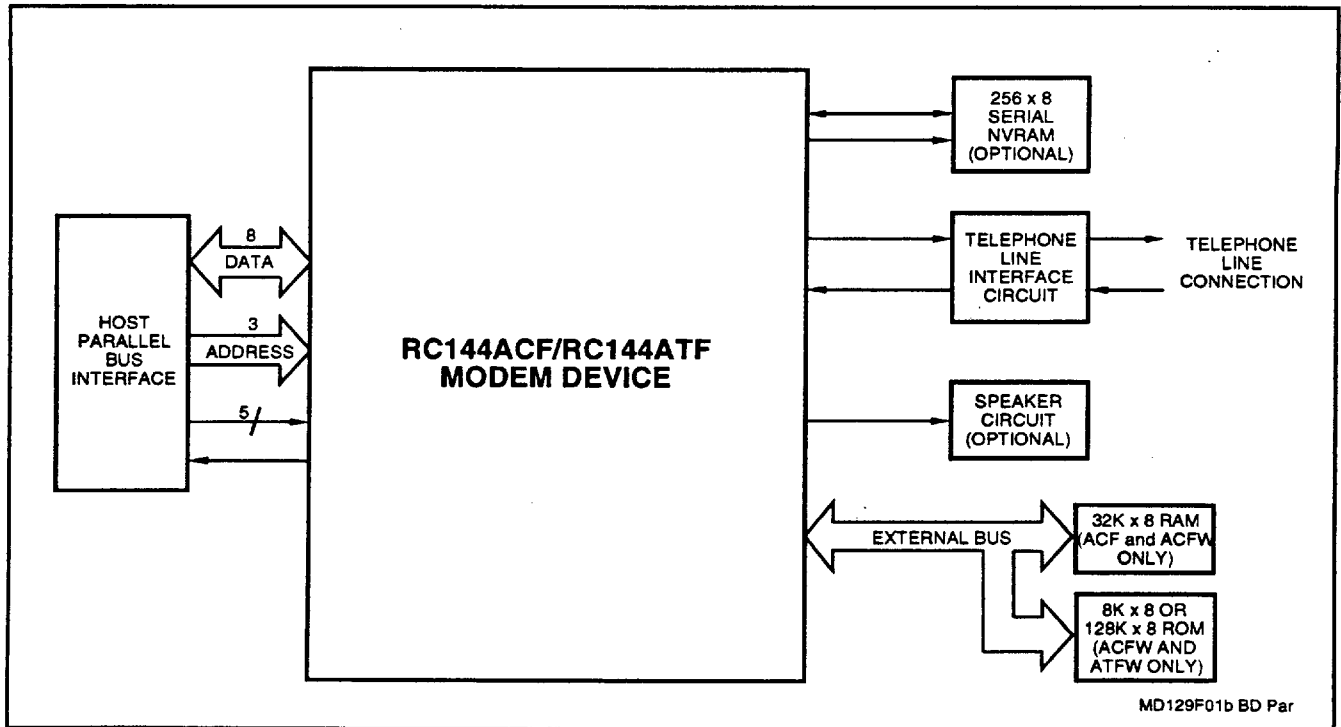 HOST
PARALLEL
BUS
INTERFACE
8
DATA
3
ADDRESS
5
RC144ACF/RC144ATF
MODEM DEVICE
256 x 8
SERIAL
NVRAM
(OPTIONAL)
TELEPHONE
LINE
INTERFACE
CIRCUIT
TELEPHONE
LINE
CONNECTION
SPEAKER
CIRCUIT
(OPTIONAL)
EXTERNAL BUS
32K x 8 RAM
(ACF and ACFW
ONLY)
8K x 8 OR
128K x 8 ROM
(ACFW AND
ATFW ONLY)
MD129F01b BD Par